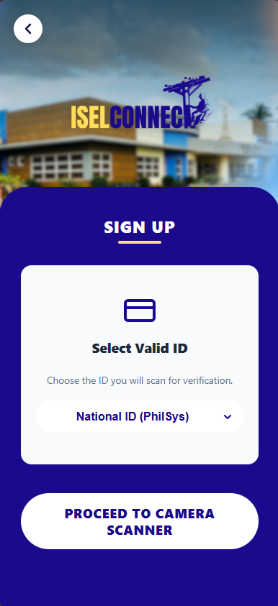 ISELCONNECT
SIGN UP
Select Valid ID
Choose the ID you will scan for verification.
National ID (PhilSys)
PROCEED TO CAMERA
SCANNER